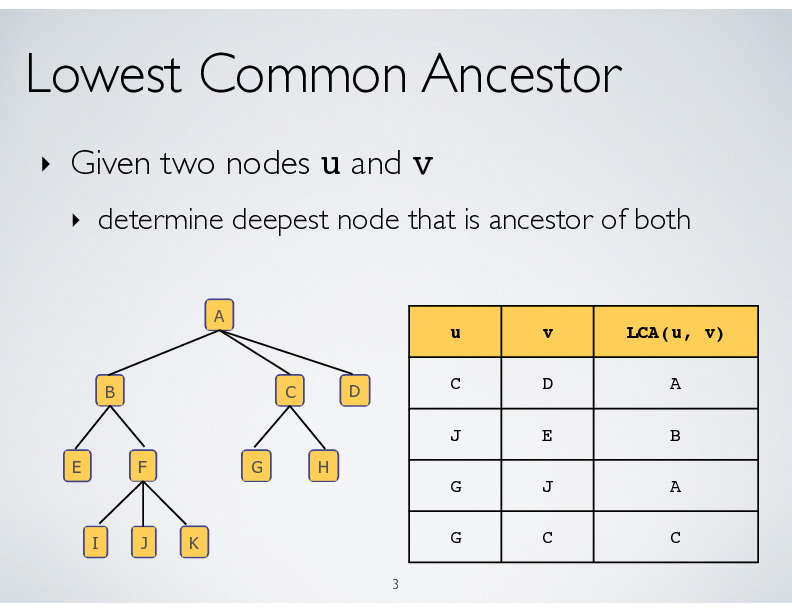 Lowest Common Ancestor
‣ Given two nodes u and v
‣ determine deepest node that is ancestor of both
A
B C D
E F G H
I J K
u v LCA(u, v)
C D A
J E B
G J A
G C C
3